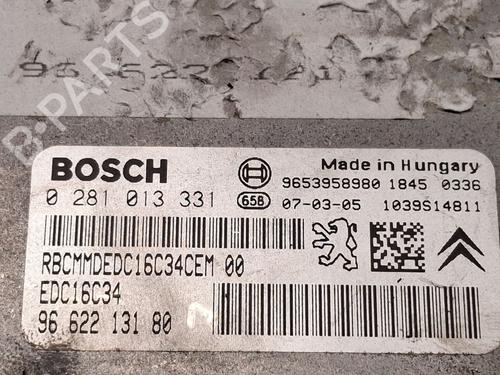 B-PARTS
BOSCH
Made in Hungary
0 281 013 331
9653958980 1845 0336
658 07-03-05 1039S14811
RBCMMDEDC16C34CEM 00
EDC16C34
96 622 131 80